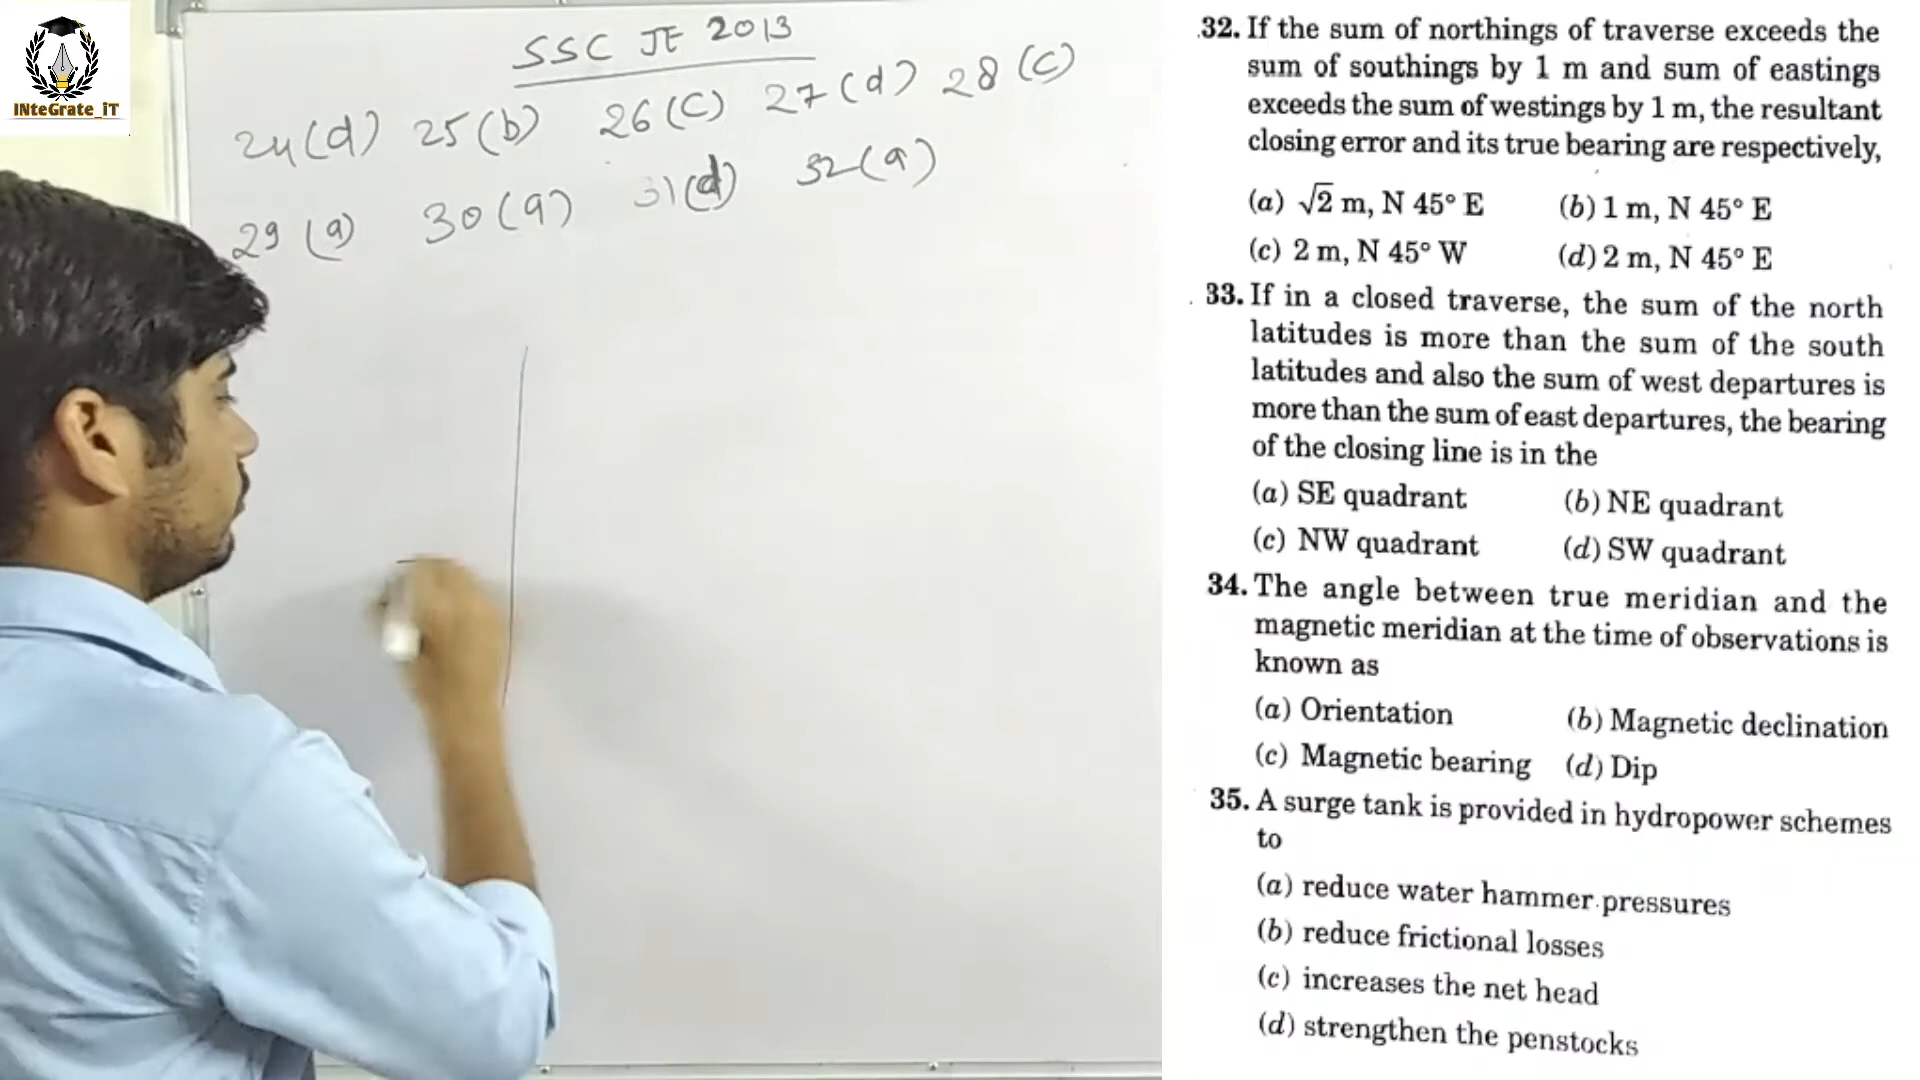 INteGrate_iT
SSC JE 2013
24(d) 25(b) 26(C) 27(d) 28(C)
29(a) 30(a) 31(d) 32(a)
32. If the sum of northings of traverse exceeds the
sum of southings by 1 m and sum of eastings
exceeds the sum of westings by 1 m, the resultant
closing error and its true bearing are respectively,
(a) √2 m, N 45° E (b) 1 m, N 45° E
(c) 2 m, N 45° W (d) 2 m, N 45° E
33. If in a closed traverse, the sum of the north
latitudes is more than the sum of the south
latitudes and also the sum of west departures is
more than the sum of east departures, the bearing
of the closing line is in the
(a) SE quadrant (b) NE quadrant
(c) NW quadrant (d) SW quadrant
34. The angle between true meridian and the
magnetic meridian at the time of observations is
known as
(a) Orientation (b) Magnetic declination
(c) Magnetic bearing (d) Dip
35. A surge tank is provided in hydropower schemes
to
(a) reduce water hammer pressures
(b) reduce frictional losses
(c) increases the net head
(d) strengthen the penstocks